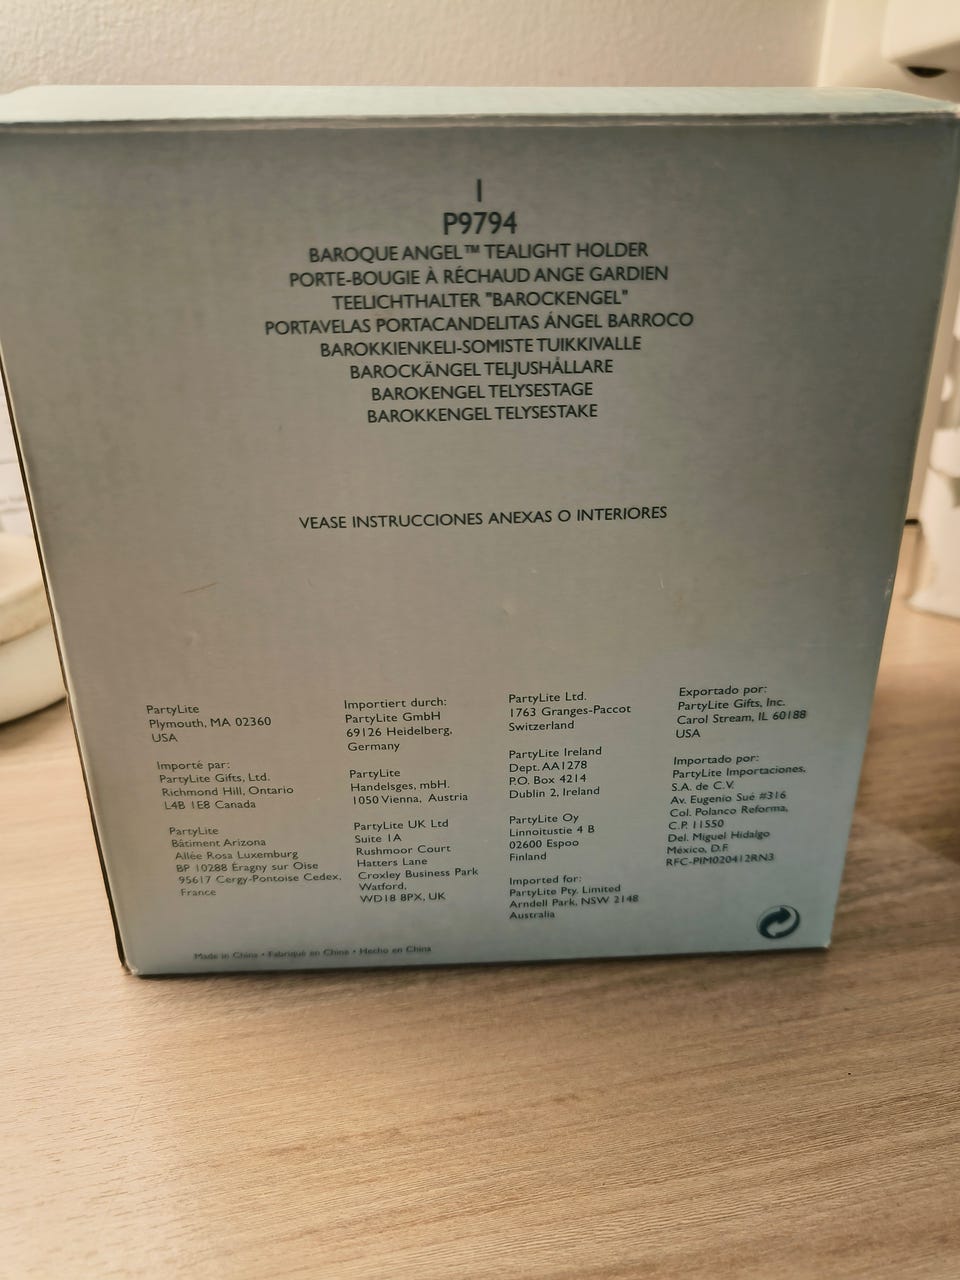 1
P9794
BAROQUE ANGEL™ TEALIGHT HOLDER
PORTE-BOUGIE À RÉCHAUD ANGE GARDIEN
TEELICHTHALTER "BAROCKENGEL"
PORTAVELAS PORTACANDELITAS ÁNGEL BARROCO
BAROKKIENKELI-SOMISTE TUIKKIVALLE
BAROCKÄNGEL TELJUSHÅLLARE
BAROKENGEL TELYSESTAGE
BAROKKENGEL TELYSESTAKE
VEASE INSTRUCCIONES ANEXAS O INTERIORES
PartyLite
Plymouth, MA 02360
USA
Importé par:
PartyLite Gifts, Ltd.
Richmond Hill, Ontario
L4B 1E8 Canada
PartyLite
Bâtiment Arizona
Allée Rosa Luxemburg
BP 10288 Éragny sur Oise
95617 Cergy-Pontoise Cedex,
France
Importiert durch:
PartyLite GmbH
69126 Heidelberg,
Germany
PartyLite
Handelsges, mbH.
1050 Vienna, Austria
PartyLite UK Ltd
Suite 1A
Rushmoor Court
Hatters Lane
Croxley Business Park
Watford,
WD18 8PX, UK
PartyLite Ltd.
1763 Granges-Paccot
Switzerland
PartyLite Ireland
Dept. AA1278
P.O. Box 4214
Dublin 2, Ireland
PartyLite Oy
Linnoitustie 4 B
02600 Espoo
Finland
Imported for:
PartyLite Pty. Limited
Arndell Park, NSW 2148
Australia
Exportado por:
PartyLite Gifts, Inc.
Carol Stream, IL 60188
USA
Importado por:
PartyLite Importaciones,
S.A. de C.V.
Av. Eugenio Sué #316
Col. Polanco Reforma,
C.P. 11550
Del. Miguel Hidalgo
México, D.F.
RFC-PIM020412RN3
Made in China • Fabriqué en Chine • Hecho en China